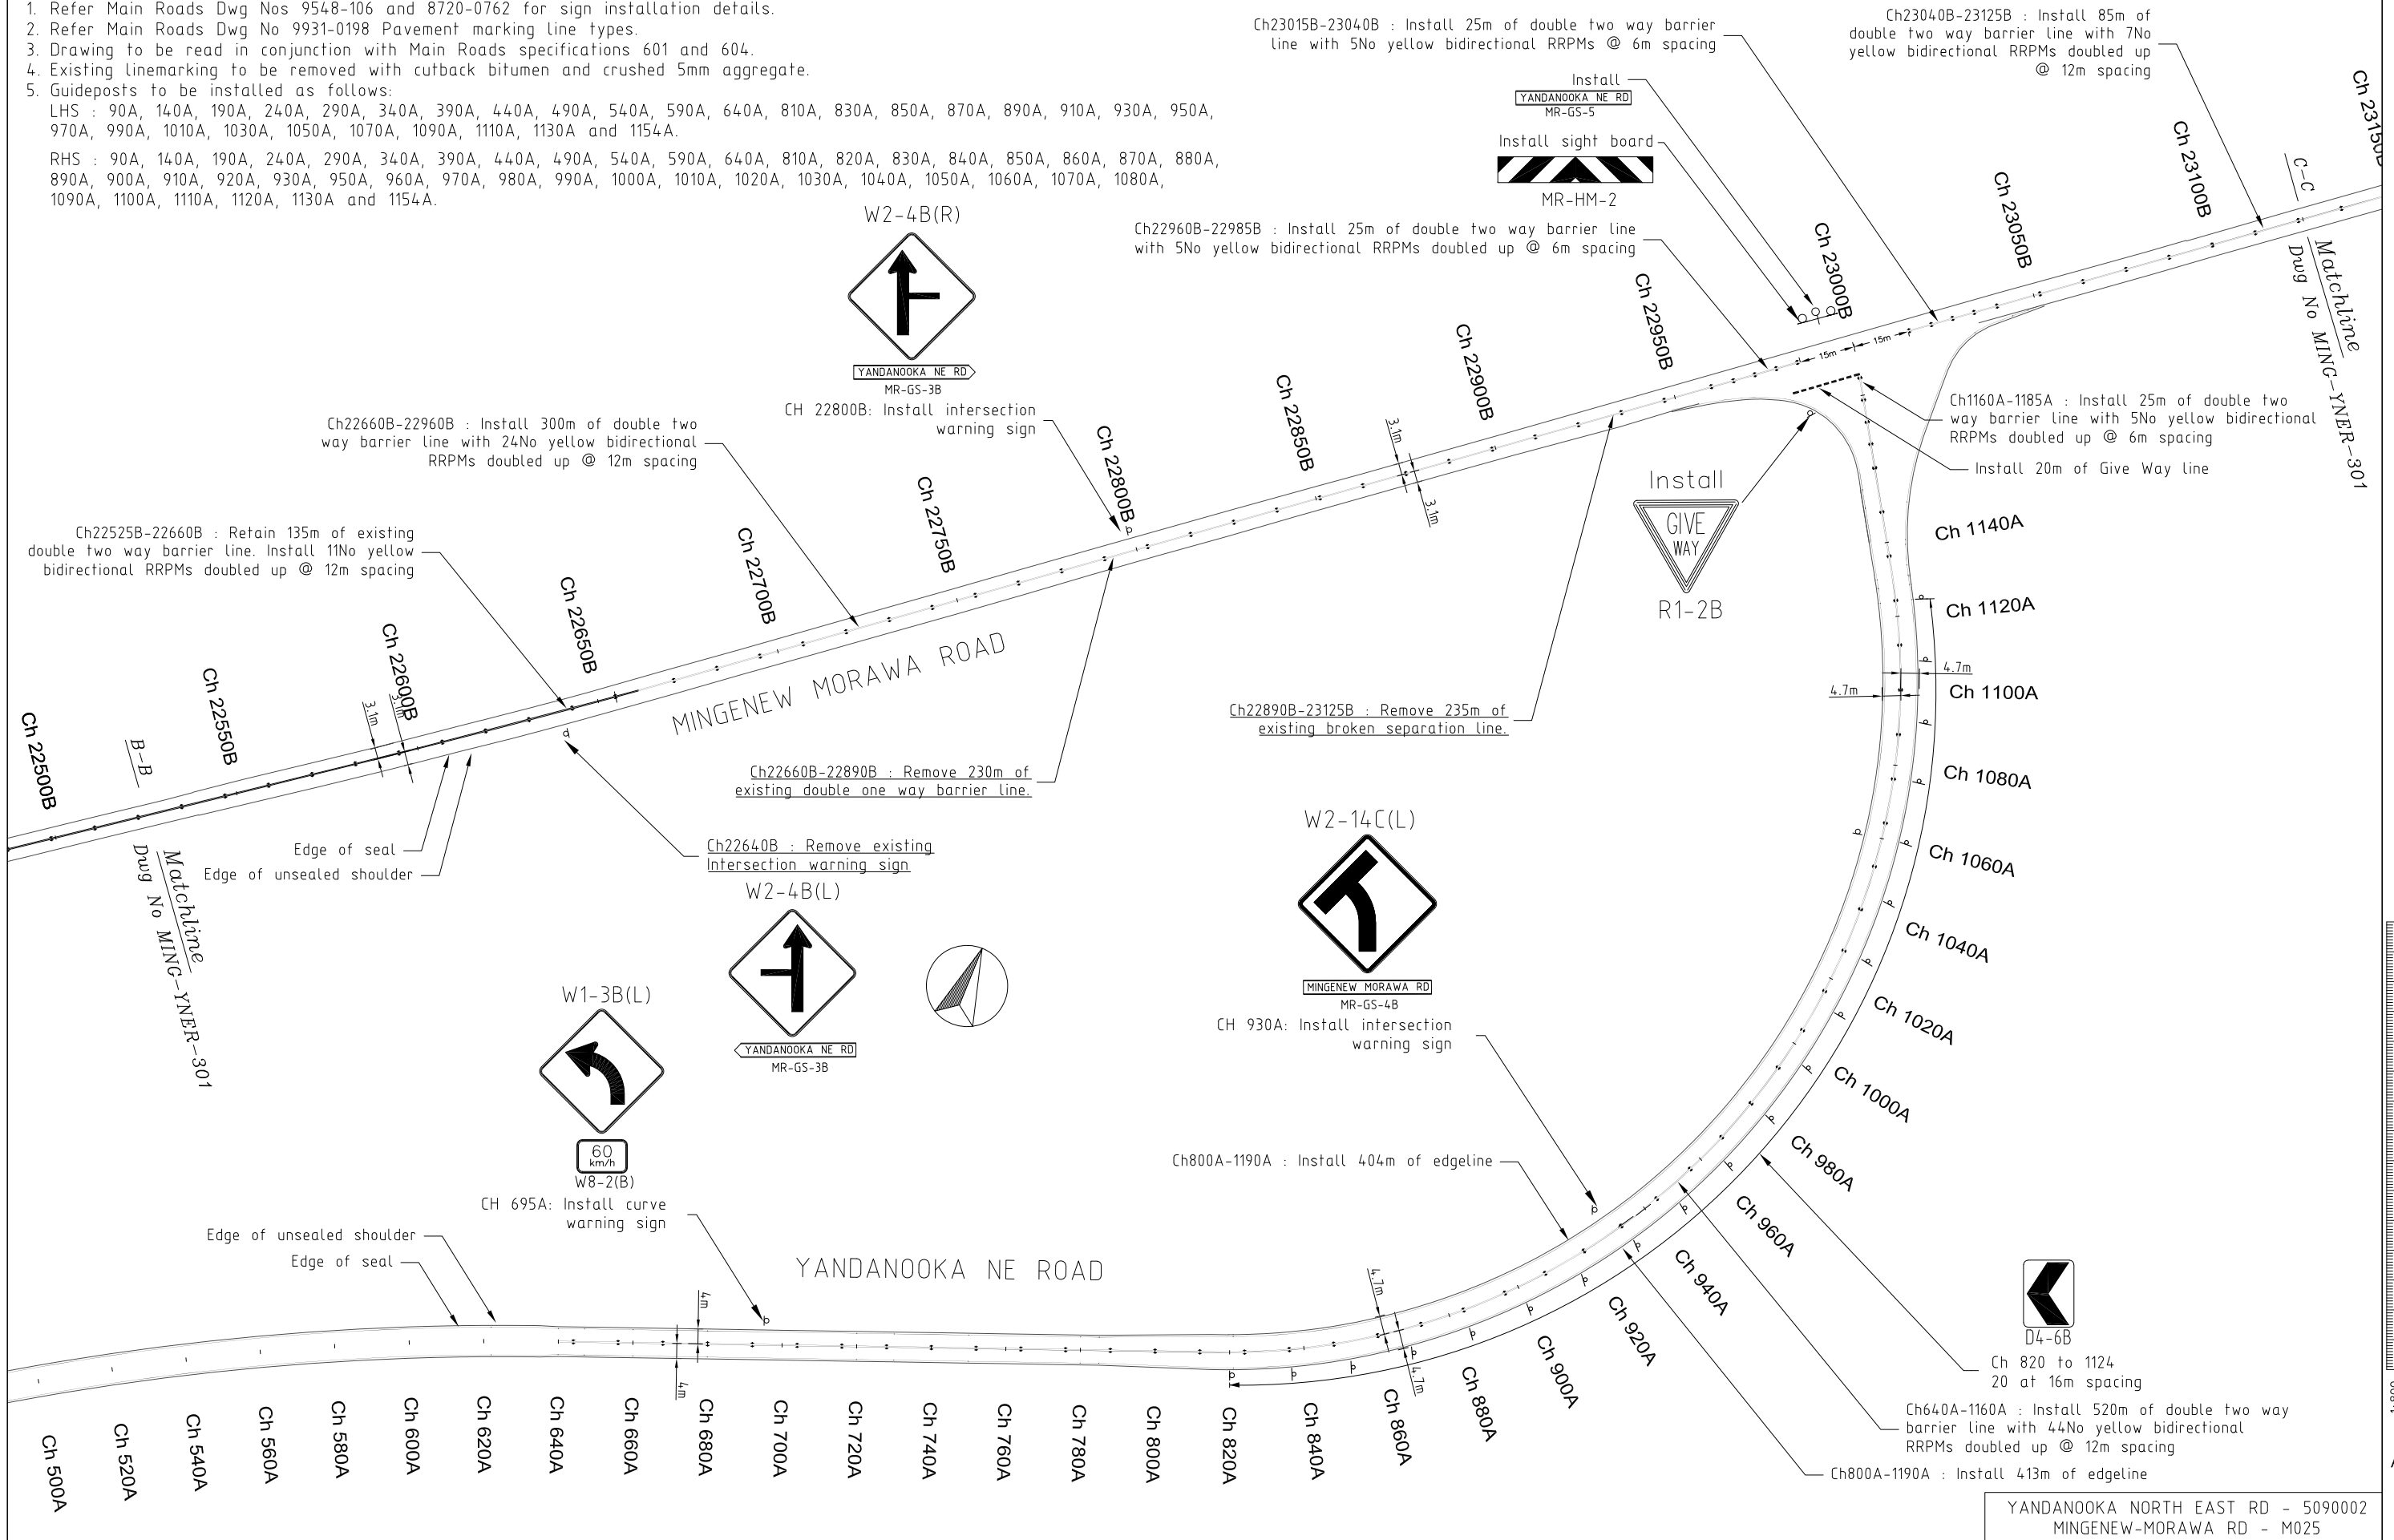 1. Refer Main Roads Dwg Nos 9548-106 and 8720-0762 for sign installation details.
2. Refer Main Roads Dwg No 9931-0198 Pavement marking line types.
3. Drawing to be read in conjunction with Main Roads specifications 601 and 604.
4. Existing linemarking to be removed with cutback bitumen and crushed 5mm aggregate.
5. Guideposts to be installed as follows:
LHS : 90A, 140A, 190A, 240A, 290A, 340A, 390A, 440A, 490A, 540A, 590A, 640A, 810A, 830A, 850A, 870A, 890A, 910A, 930A, 950A,
970A, 990A, 1010A, 1030A, 1050A, 1070A, 1090A, 1110A, 1130A and 1154A.
RHS : 90A, 140A, 190A, 240A, 290A, 340A, 390A, 440A, 490A, 540A, 590A, 640A, 810A, 820A, 830A, 840A, 850A, 860A, 870A, 880A,
890A, 900A, 910A, 920A, 930A, 950A, 960A, 970A, 980A, 990A, 1000A, 1010A, 1020A, 1030A, 1040A, 1050A, 1060A, 1070A, 1080A,
1090A, 1100A, 1110A, 1120A, 1130A and 1154A.
Ch23015B-23040B : Install 25m of double two way barrier
line with 5No yellow bidirectional RRPMs @ 6m spacing
Ch23040B-23125B : Install 85m of
double two way barrier line with 7No
yellow bidirectional RRPMs doubled up
@ 12m spacing
Install
YANDANOOKA NE RD
MR-GS-5
Install sight board
MR-HM-2
Ch22960B-22985B : Install 25m of double two way barrier line
with 5No yellow bidirectional RRPMs doubled up @ 6m spacing
W2-4B(R)
YANDANOOKA NE RD
MR-GS-3B
CH 22800B: Install intersection
warning sign
Ch22660B-22960B : Install 300m of double two
way barrier line with 24No yellow bidirectional
RRPMs doubled up @ 12m spacing
Ch22525B-22660B : Retain 135m of existing
double two way barrier line. Install 11No yellow
bidirectional RRPMs doubled up @ 12m spacing
Ch 22500B
Ch 22550B
Ch 22600B
Ch 22650B
Ch 22700B
Ch 22750B
Ch 22800B
Ch 22850B
Ch 22900B
Ch 22950B
Ch 23000B
Ch 23050B
Ch 23100B
Ch 23150B
C-C
Matchline
Dwg No MING-YNER-301
B-B
Matchline
Dwg No MING-YNER-301
3.1m
3.1m
3.1m
3.1m
15m
15m
MINGENEW MORAWA ROAD
Ch1160A-1185A : Install 25m of double two
way barrier line with 5No yellow bidirectional
RRPMs doubled up @ 6m spacing
Install 20m of Give Way line
Install
GIVE
WAY
R1-2B
Ch22890B-23125B : Remove 235m of
existing broken separation line.
Ch22660B-22890B : Remove 230m of
existing double one way barrier line.
Edge of seal
Edge of unsealed shoulder
Ch22640B : Remove existing
Intersection warning sign
W2-4B(L)
YANDANOOKA NE RD
MR-GS-3B
W1-3B(L)
60
km/h
W8-2(B)
CH 695A: Install curve
warning sign
W2-14C(L)
MINGENEW MORAWA RD
MR-GS-4B
CH 930A: Install intersection
warning sign
Ch800A-1190A : Install 404m of edgeline
Edge of unsealed shoulder
Edge of seal
YANDANOOKA NE ROAD
4m
4m
4.7m
4.7m
4.7m
4.7m
Ch 1140A
Ch 1120A
Ch 1100A
Ch 1080A
Ch 1060A
Ch 1040A
Ch 1020A
Ch 1000A
Ch 980A
Ch 960A
Ch 940A
Ch 920A
Ch 900A
Ch 880A
Ch 860A
Ch 840A
Ch 820A
Ch 800A
Ch 780A
Ch 760A
Ch 740A
Ch 720A
Ch 700A
Ch 680A
Ch 660A
Ch 640A
Ch 620A
Ch 600A
Ch 580A
Ch 560A
Ch 540A
Ch 520A
Ch 500A
D4-6B
Ch 820 to 1124
20 at 16m spacing
Ch640A-1160A : Install 520m of double two way
barrier line with 44No yellow bidirectional
RRPMs doubled up @ 12m spacing
Ch800A-1190A : Install 413m of edgeline
YANDANOOKA NORTH EAST RD - 5090002
MINGENEW-MORAWA RD - M025